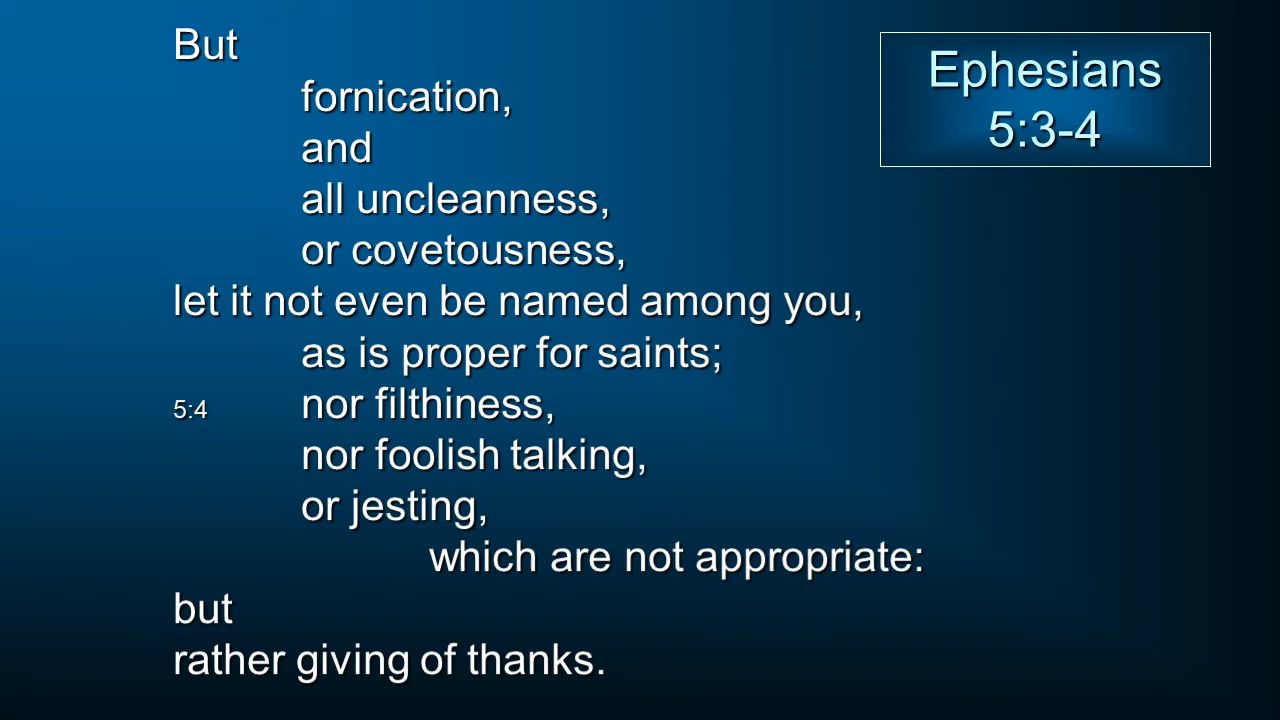 But
fornication,
and
all uncleanness,
or covetousness,
let it not even be named among you,
as is proper for saints;
5:4 nor filthiness,
nor foolish talking,
or jesting,
which are not appropriate:
but
rather giving of thanks.
Ephesians
5:3-4